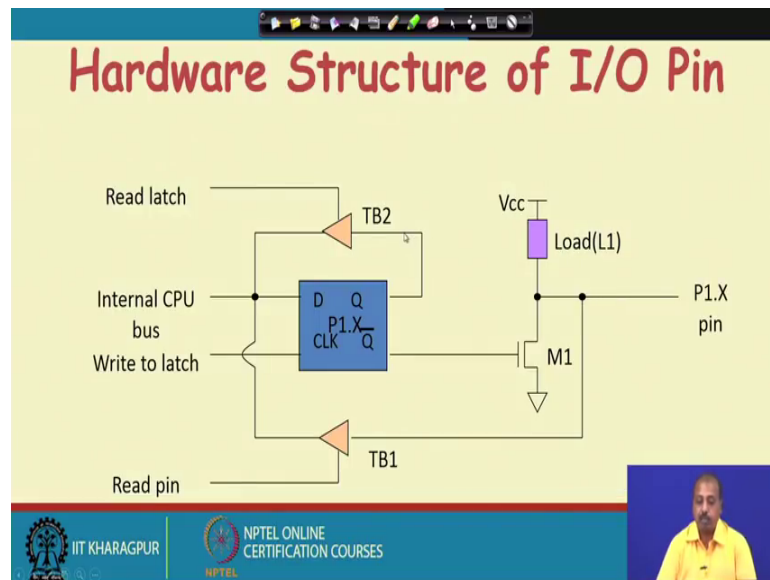 Hardware Structure of I/O Pin
Read latch
TB2
Vcc
Load(L1)
Internal CPU
bus
D Q
P1.X
CLK Q
P1.X
pin
Write to latch
M1
TB1
Read pin
IIT KHARAGPUR
NPTEL
NPTEL ONLINE
CERTIFICATION COURSES